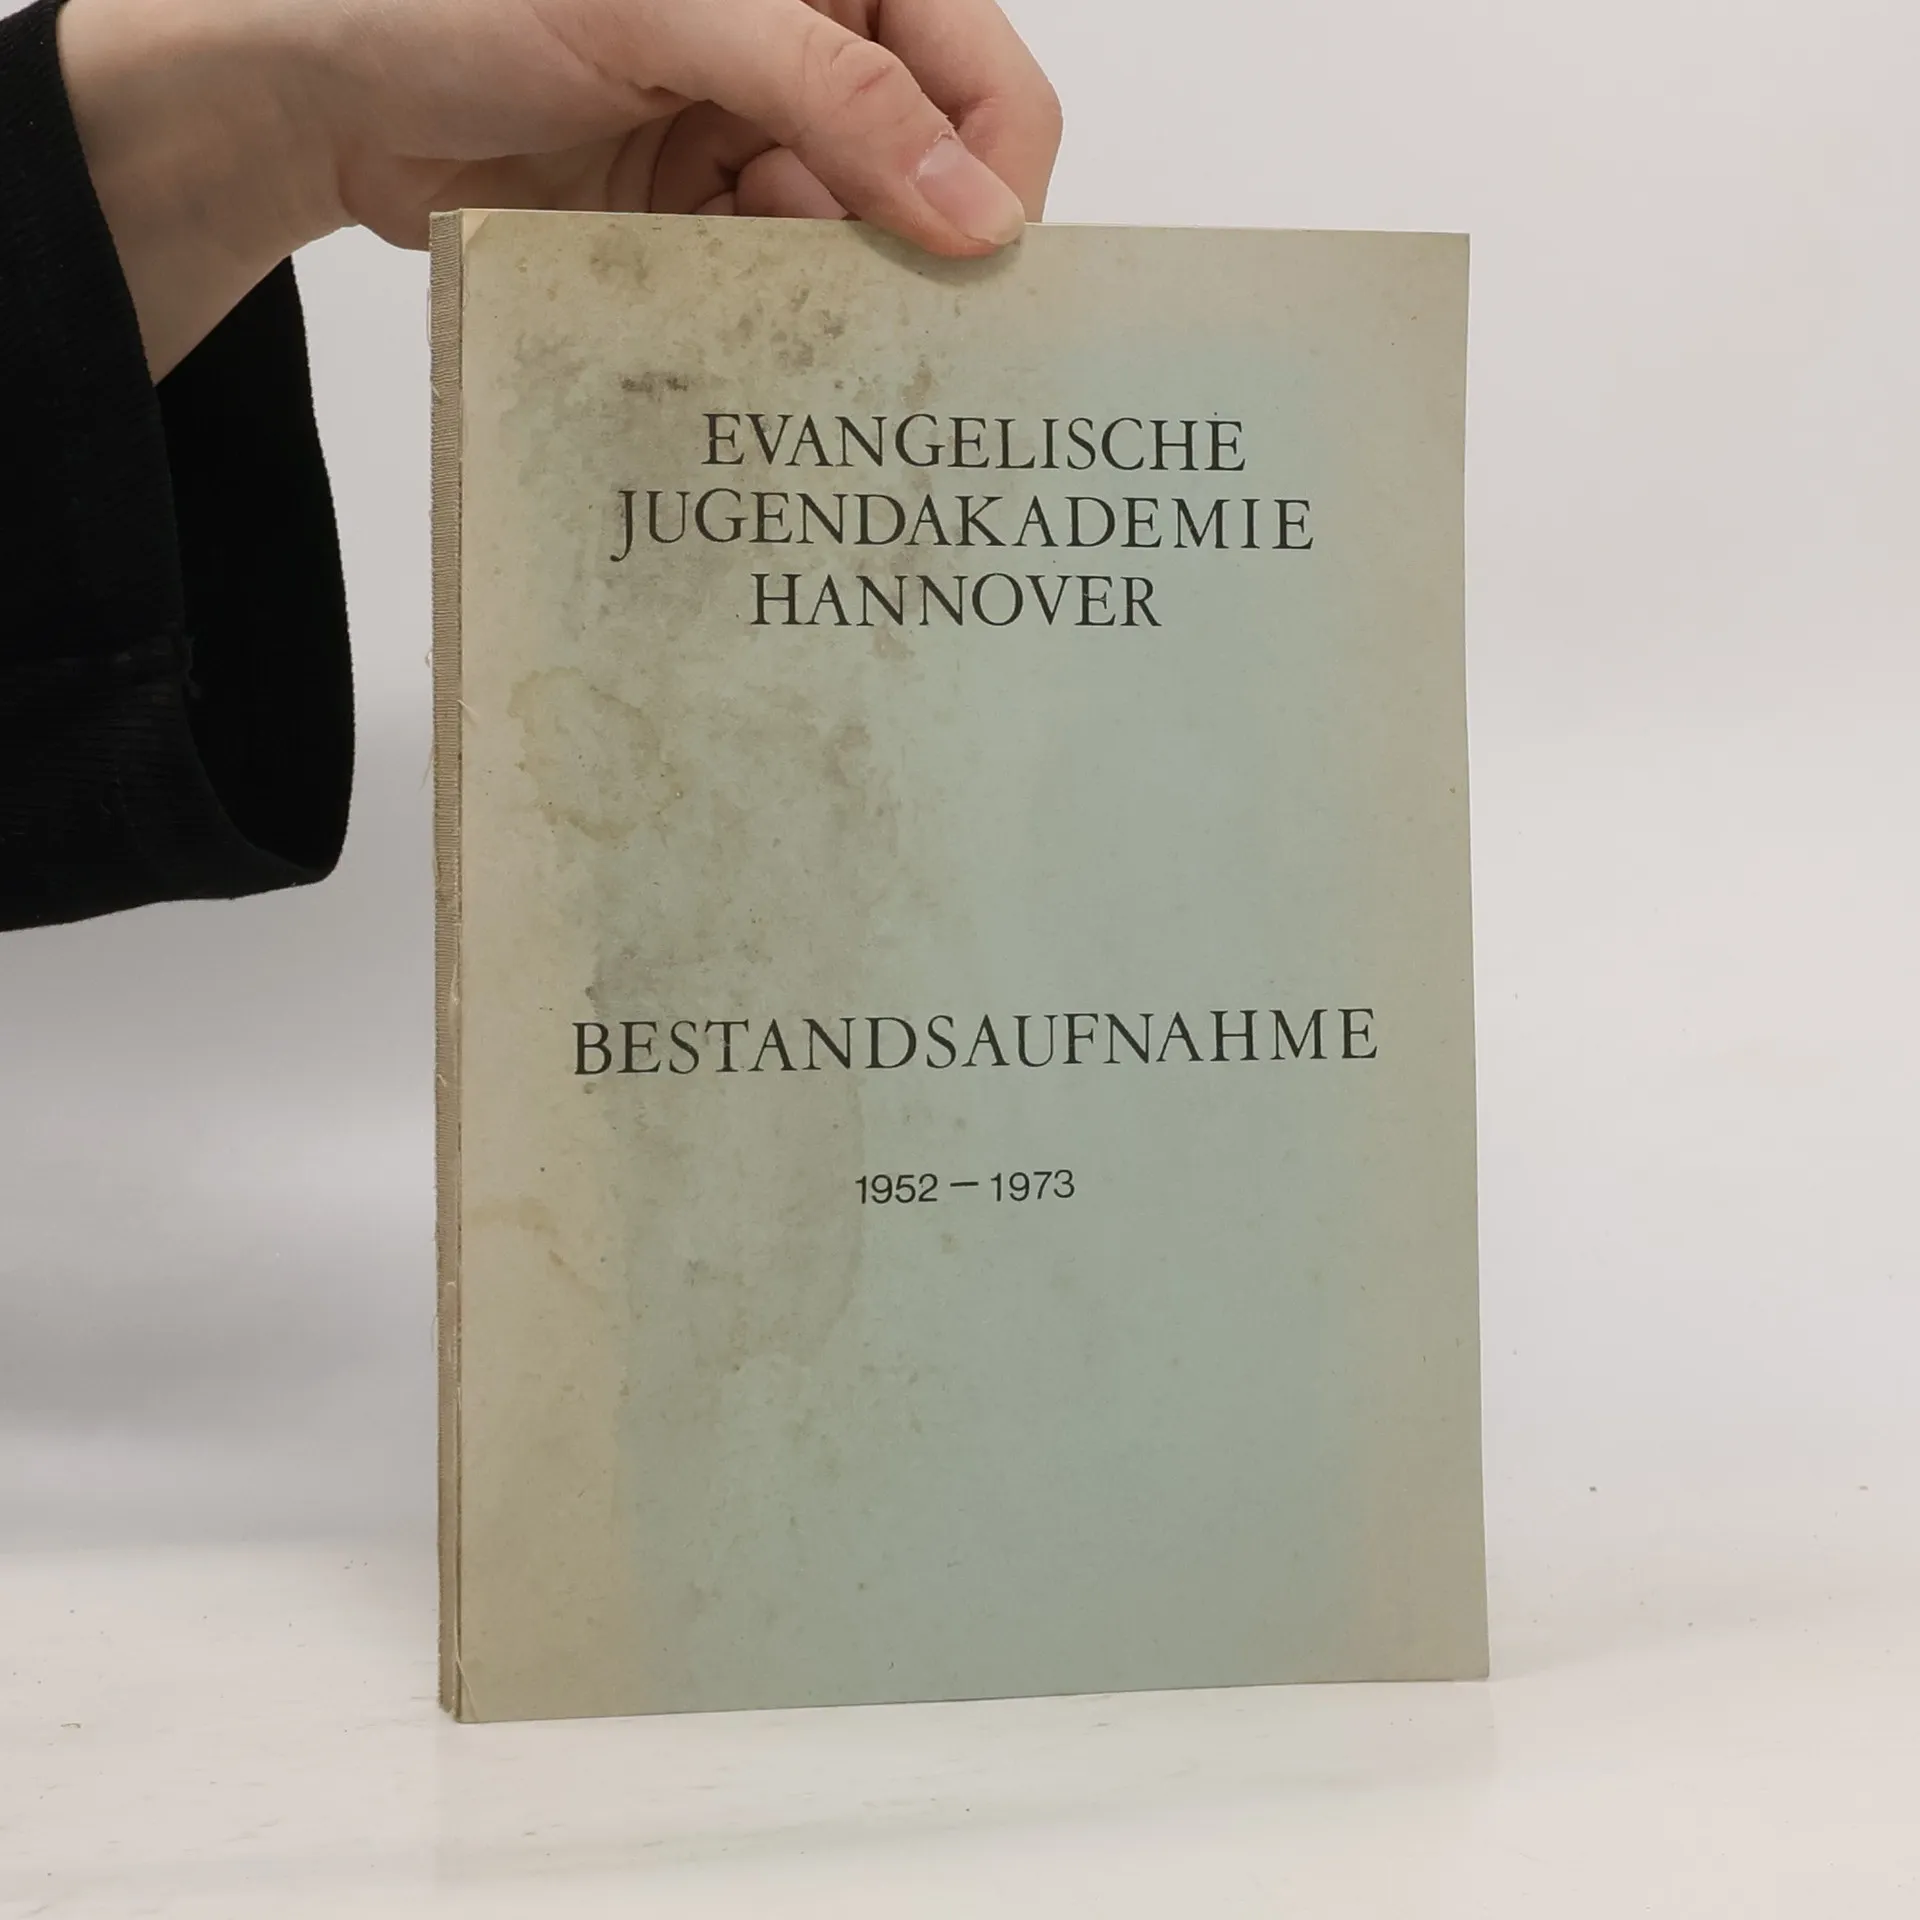 EVANGELISCHE
JUGENDAKADEMIE
HANNOVER
BESTANDSAUFNAHME
1952 – 1973